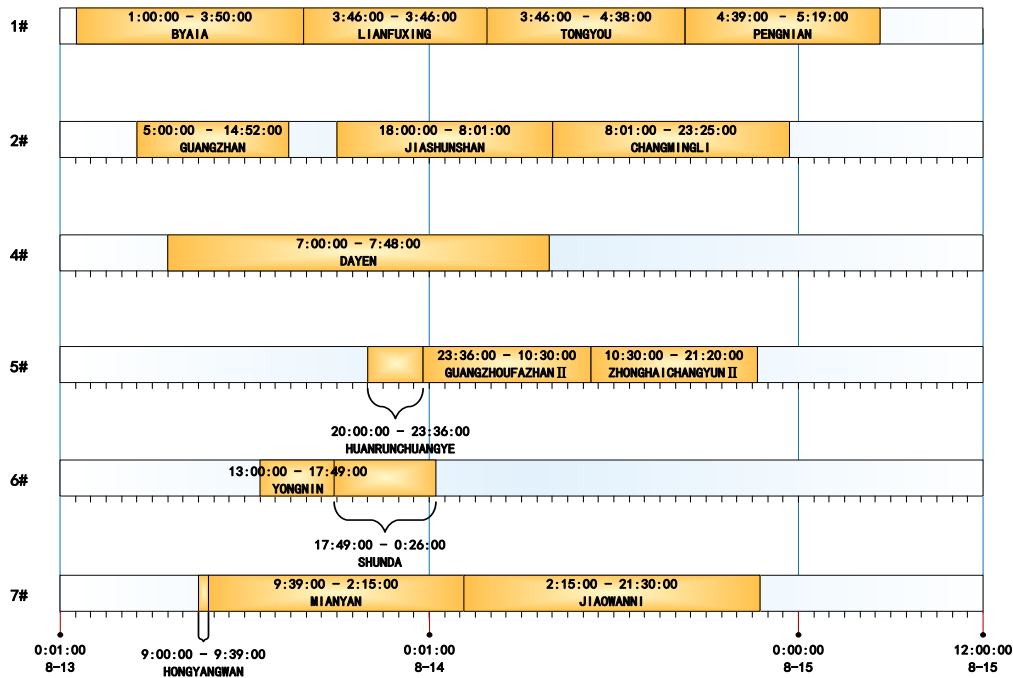 1#
1:00:00 - 3:50:00
BYAIA
3:46:00 - 3:46:00
LIANFUXING
3:46:00 - 4:38:00
TONGYOU
4:39:00 - 5:19:00
PENGNIAN
2#
5:00:00 - 14:52:00
GUANGZHAN
18:00:00 - 8:01:00
JIASHUNSHAN
8:01:00 - 23:25:00
CHANGMINGLI
4#
7:00:00 - 7:48:00
DAYEN
5#
23:36:00 - 10:30:00
GUANGZHOUFAZHANⅡ
10:30:00 - 21:20:00
ZHONGHAICHANGYUNⅡ
20:00:00 - 23:36:00
HUANRUNCHUANGYE
6#
13:00:00 - 17:49:00
YONGNIN
17:49:00 - 0:26:00
SHUNDA
7#
9:39:00 - 2:15:00
MIANYAN
2:15:00 - 21:30:00
JIAOWANNI
9:00:00 - 9:39:00
HONGYANGWAN
0:01:00
8-13
0:01:00
8-14
0:00:00
8-15
12:00:00
8-15